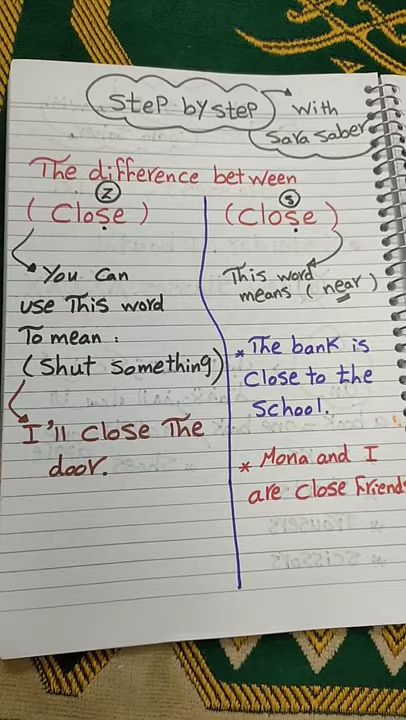 Step by step with
Sara Saber
The difference between
z
(Close)
You Can
use This word
To mean :
(Shut something)
I'll close The
door.
s
(Close)
This word
means (near)
* The bank is
Close to the
School.
* Mona and I
are close Friends